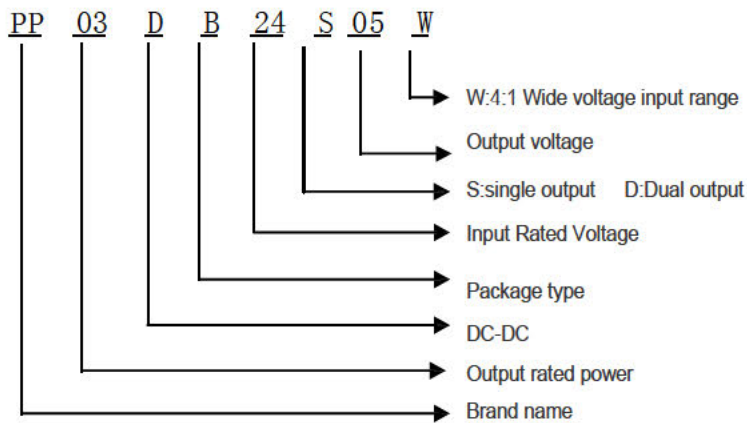 PP 03 D B 24 S 05 W
W:4:1 Wide voltage input range
Output voltage
S:single output D:Dual output
Input Rated Voltage
Package type
DC-DC
Output rated power
Brand name